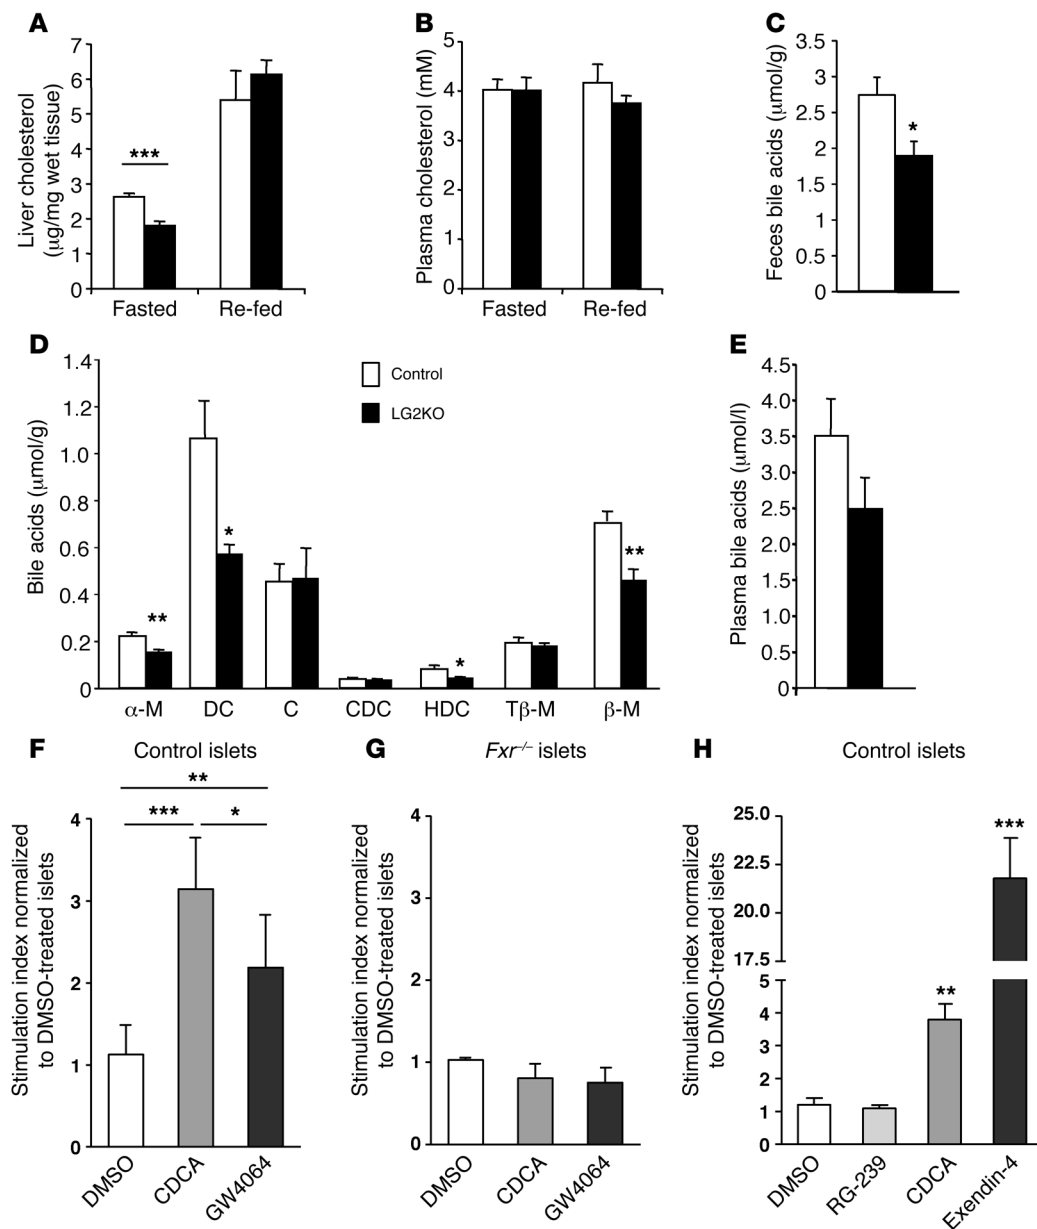 A
Liver cholesterol
(μg/mg wet tissue)
7
6
5
4
3
2
1
0
***
Fasted
Re-fed
B
Plasma cholesterol (mM)
5
4
3
2
1
0
Fasted
Re-fed
C
Feces bile acids (μmol/g)
3.5
3
2.5
2
1.5
1
0.5
0
*
D
Bile acids (μmol/g)
1.4
1.2
1.0
0.8
0.6
0.4
0.2
0
Control
LG2KO
**
*
*
**
α-M
DC
C
CDC
HDC
Tβ-M
β-M
E
Plasma bile acids (μmol/l)
4.5
4.0
3.5
3.0
2.5
2.0
1.5
1.0
0.5
0
F
Control islets
Stimulation index normalized
to DMSO-treated islets
**
***
*
4
3
2
1
0
DMSO
CDCA
GW4064
G
Fxr–/– islets
Stimulation index normalized
to DMSO-treated islets
4
3
2
1
0
DMSO
CDCA
GW4064
H
Control islets
Stimulation index normalized
to DMSO-treated islets
25.0
22.5
20.0
17.5
5
4
3
2
1
0
**
***
DMSO
RG-239
CDCA
Exendin-4